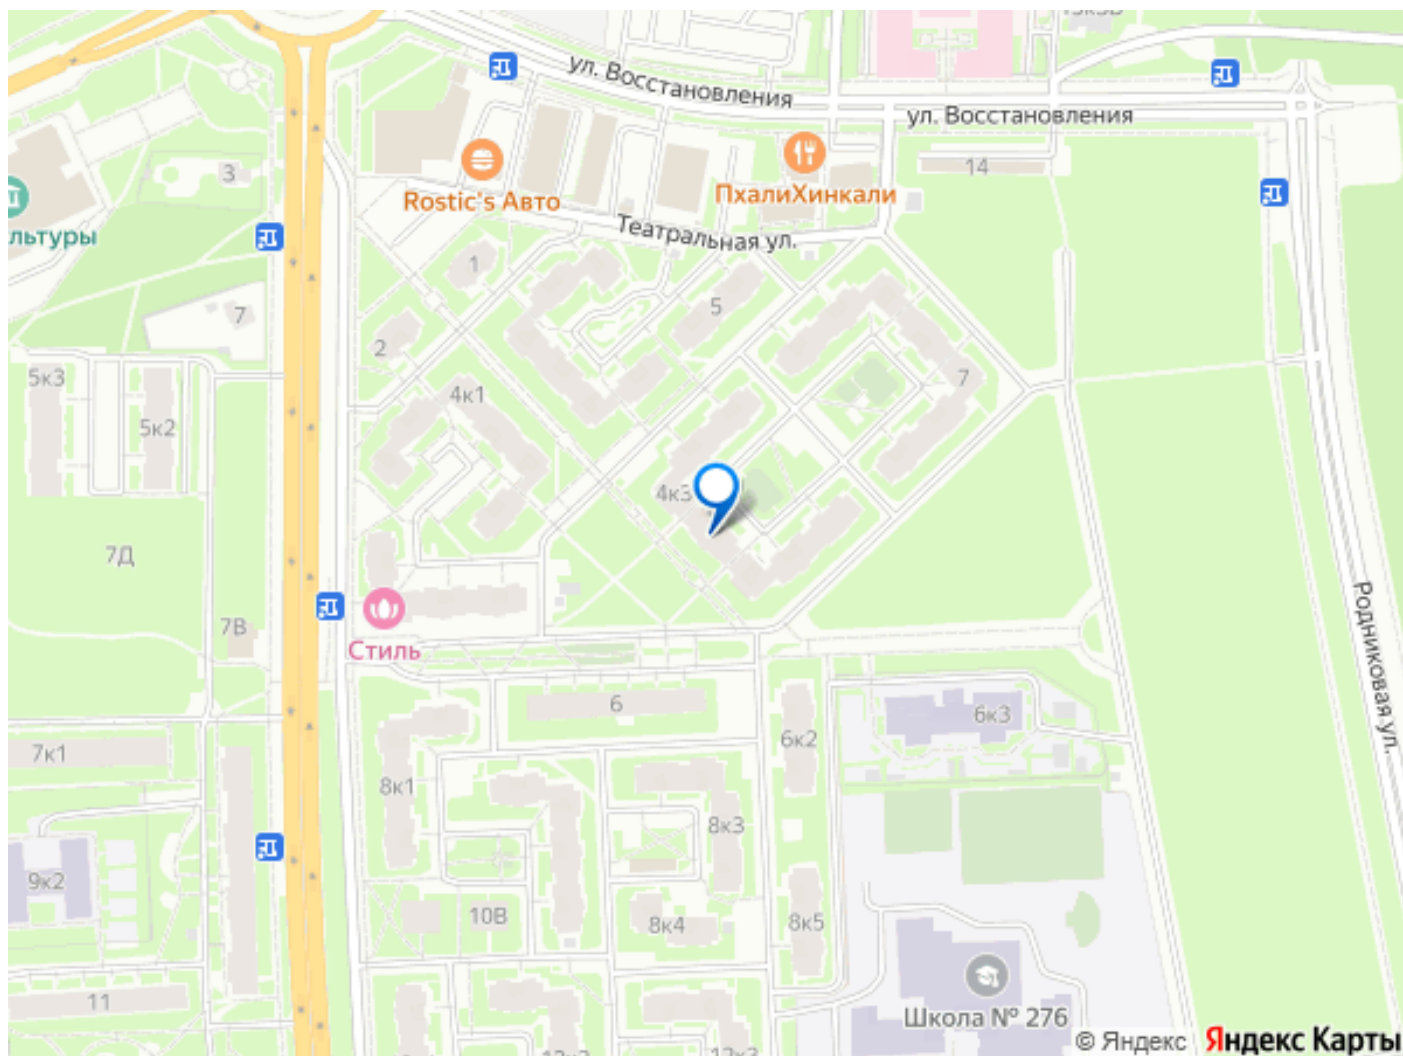 ул. Восстановления
ул. Восстановления
14
3
Rostic's Авто
ПхалиХинкали
льтуры
Театральная ул.
1
5
7
2
5к3
4к1
7
5к2
4к3
7Д
7В
Стиль
Родниковая ул.
6
6к3
6к2
7к1
8к1
8к3
9к2
10В
8к4
8к5
11
Школа № 276
© Яндекс
Яндекс Карты